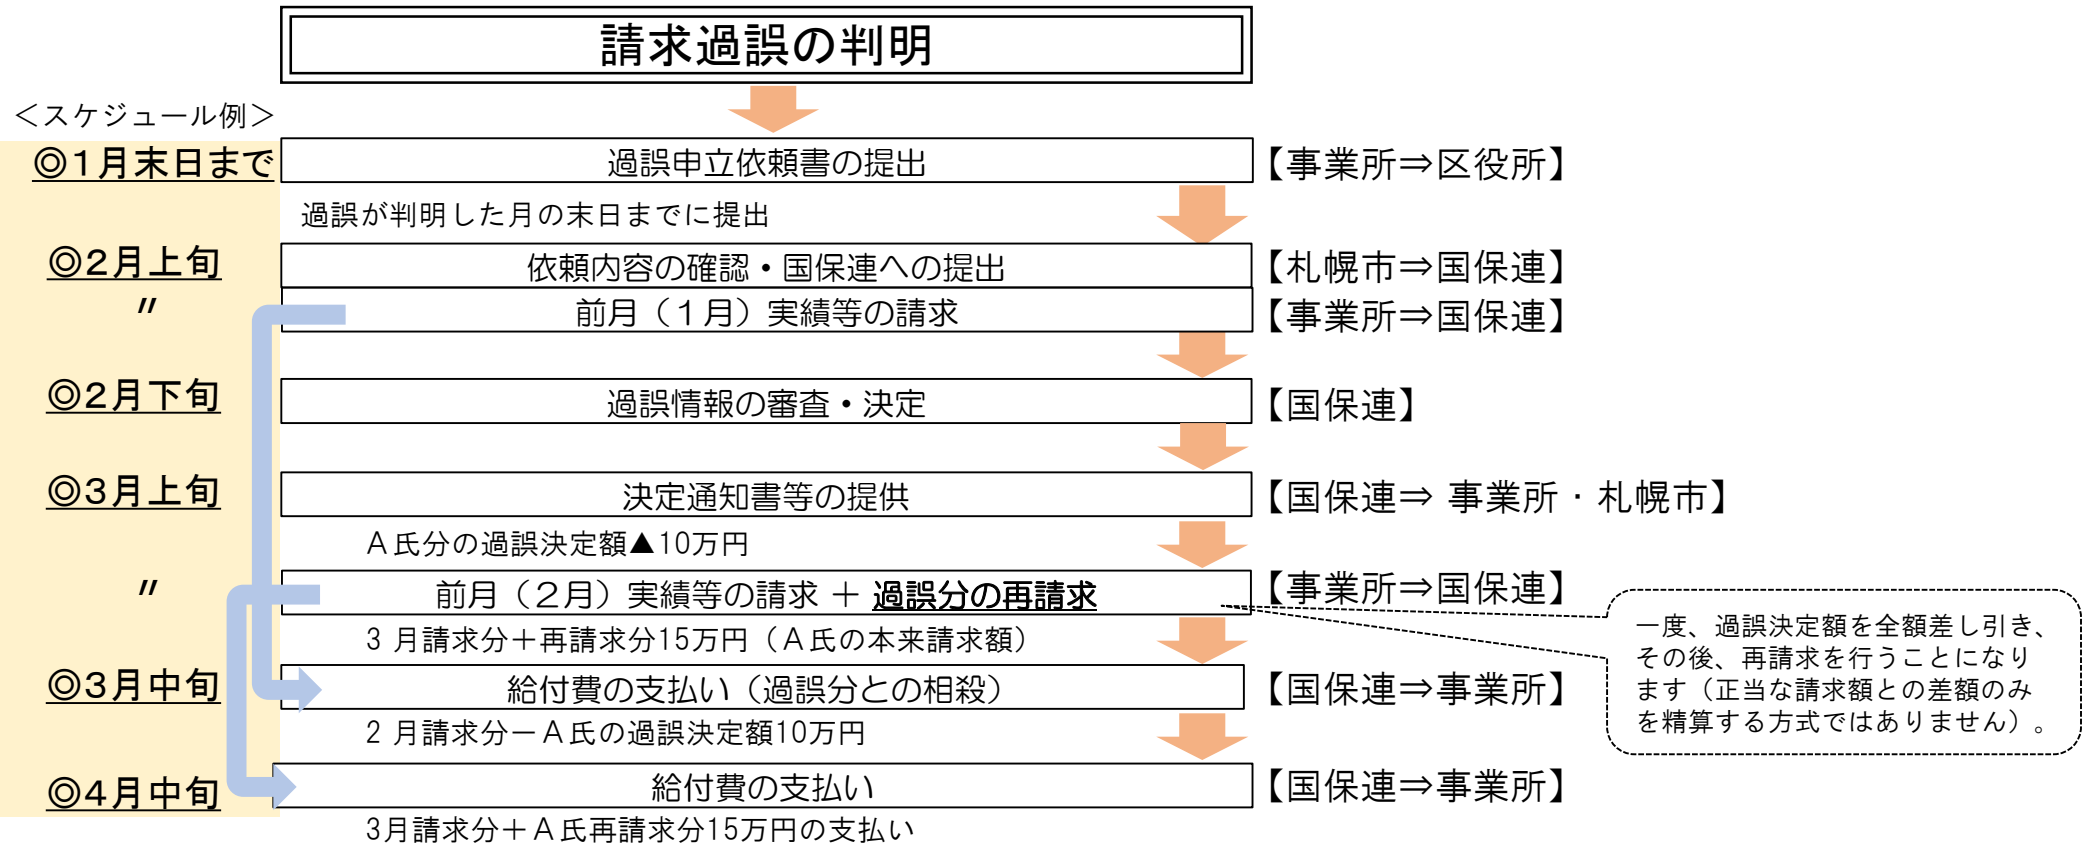 請求過誤の判明
＜スケジュール例＞
◎１月末日まで
過誤申立依頼書の提出
【事業所⇒区役所】
過誤が判明した月の末日までに提出
◎２月上旬
依頼内容の確認・国保連への提出
【札幌市⇒国保連】
〃
前月（１月）実績等の請求
【事業所⇒国保連】
◎２月下旬
過誤情報の審査・決定
【国保連】
◎３月上旬
決定通知書等の提供
【国保連⇒ 事業所・札幌市】
Ａ氏分の過誤決定額▲10万円
〃
前月（２月）実績等の請求 ＋ 過誤分の再請求
【事業所⇒国保連】
3 月請求分＋再請求分15万円（Ａ氏の本来請求額）
一度、過誤決定額を全額差し引き、
その後、再請求を行うことになり
ます（正当な請求額との差額のみ
を精算する方式ではありません）。
◎３月中旬
給付費の支払い（過誤分との相殺）
【国保連⇒事業所】
2 月請求分－Ａ氏の過誤決定額10万円
◎４月中旬
給付費の支払い
【国保連⇒事業所】
3月請求分＋Ａ氏再請求分15万円の支払い